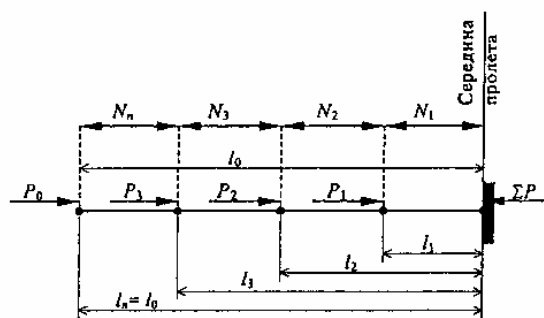 Середина
пролета
Nₙ N₃ N₂ N₁
l₀
P₀ P₃ P₂ P₁ ΣP
l₁
l₂
l₃
lₙ = l₀